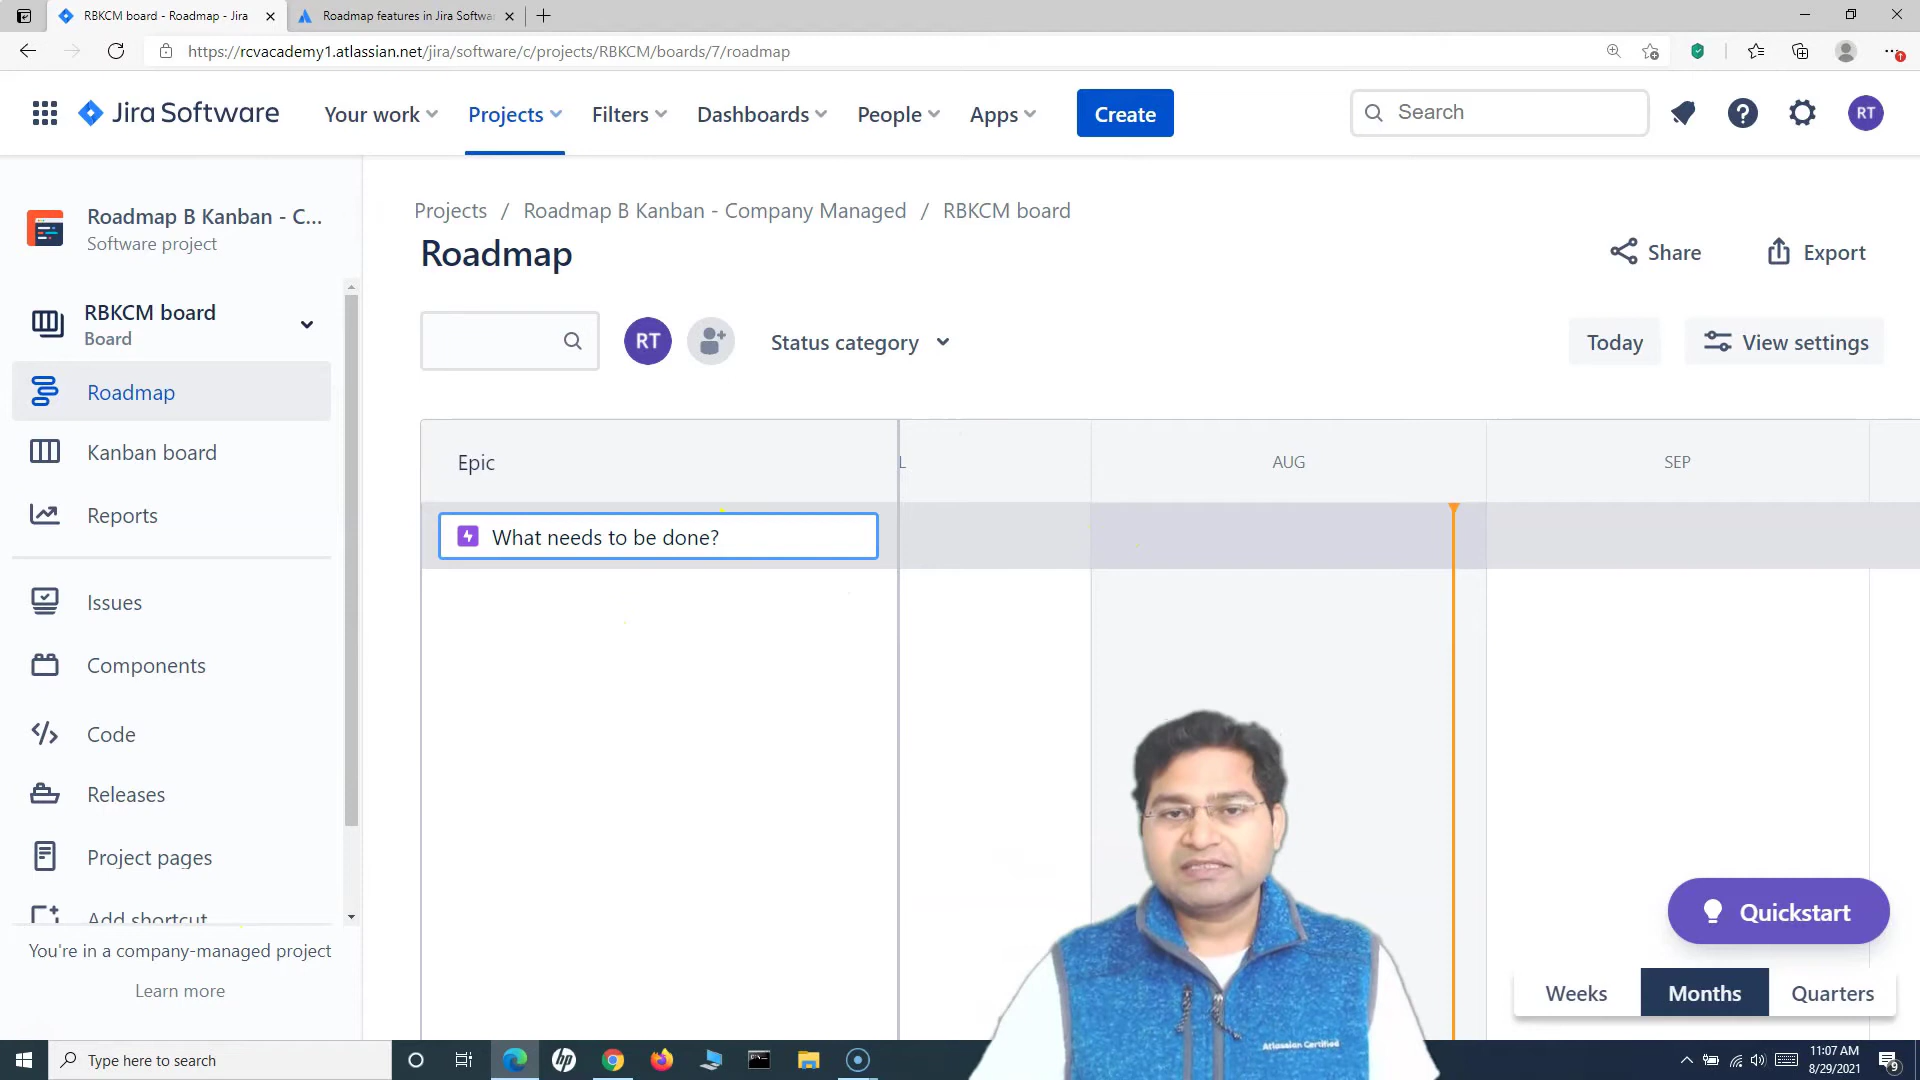 RBKCM board - Roadmap - Jira
Roadmap features in Jira Softwar
https://rcvacademy1.atlassian.net/jira/software/c/projects/RBKCM/boards/7/roadmap
Jira Software
Your work
Projects
Filters
Dashboards
People
Apps
Create
Search
RT
Roadmap B Kanban - C...
Software project
RBKCM board
Board
Roadmap
Kanban board
Reports
Issues
Components
Code
Releases
Project pages
Add shortcut
You're in a company-managed project
Learn more
Projects / Roadmap B Kanban - Company Managed / RBKCM board
Roadmap
Share
Export
RT
Status category
Today
View settings
Epic
L
AUG
SEP
What needs to be done?
Atlassian Certified
Quickstart
Weeks
Months
Quarters
Type here to search
hp
11:07 AM
8/29/2021
9